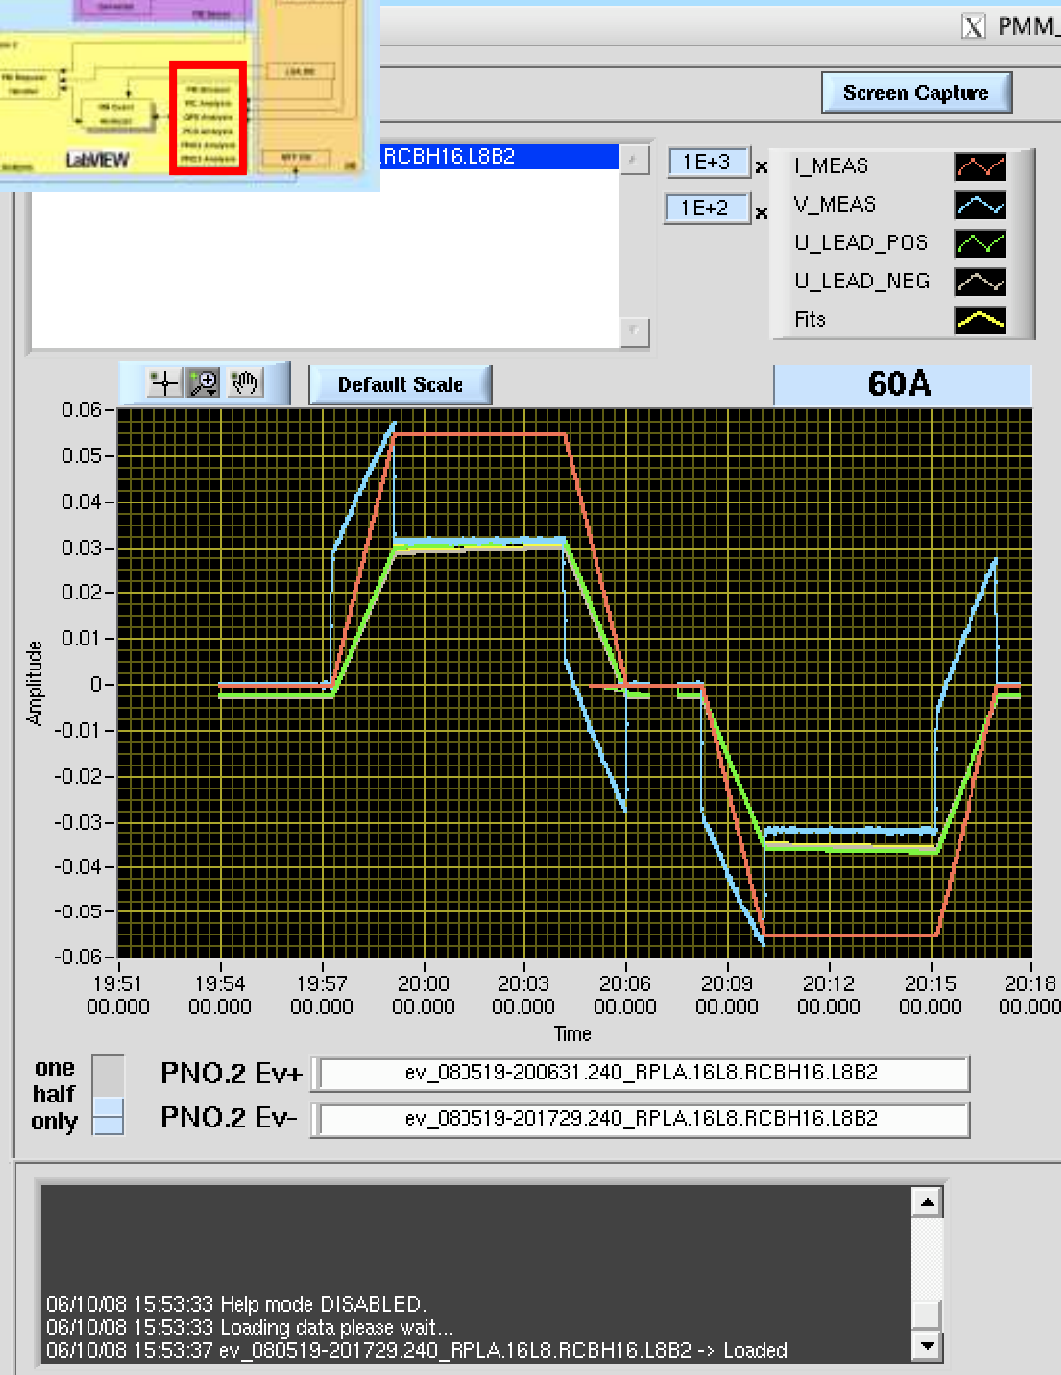 LabVIEW
PMM_
Screen Capture
.RCBH16.L8B2
1E+3 x
1E+2 x
I_MEAS
V_MEAS
U_LEAD_POS
U_LEAD_NEG
Fits
Default Scale
60A
0.06
0.05
0.04
0.03
0.02
0.01
0
-0.01
-0.02
-0.03
-0.04
-0.05
-0.06
Amplitude
19:51 19:54 19:57 20:00 20:03 20:06 20:09 20:12 20:15 20:18
00.000 00.000 00.000 00.000 00.000 00.000 00.000 00.000 00.000 00.000
Time
one
half
only
PNO.2 Ev+ ev_080519-200631.240_RPLA.16L8.RCBH16.L8B2
PNO.2 Ev- ev_080519-201729.240_RPLA.16L8.RCBH16.L8B2
06/10/08 15:53:33 Help mode DISABLED.
06/10/08 15:53:33 Loading data please wait...
06/10/08 15:53:37 ev_080519-201729.240_RPLA.16L8.RCBH16.L8B2 -> Loaded